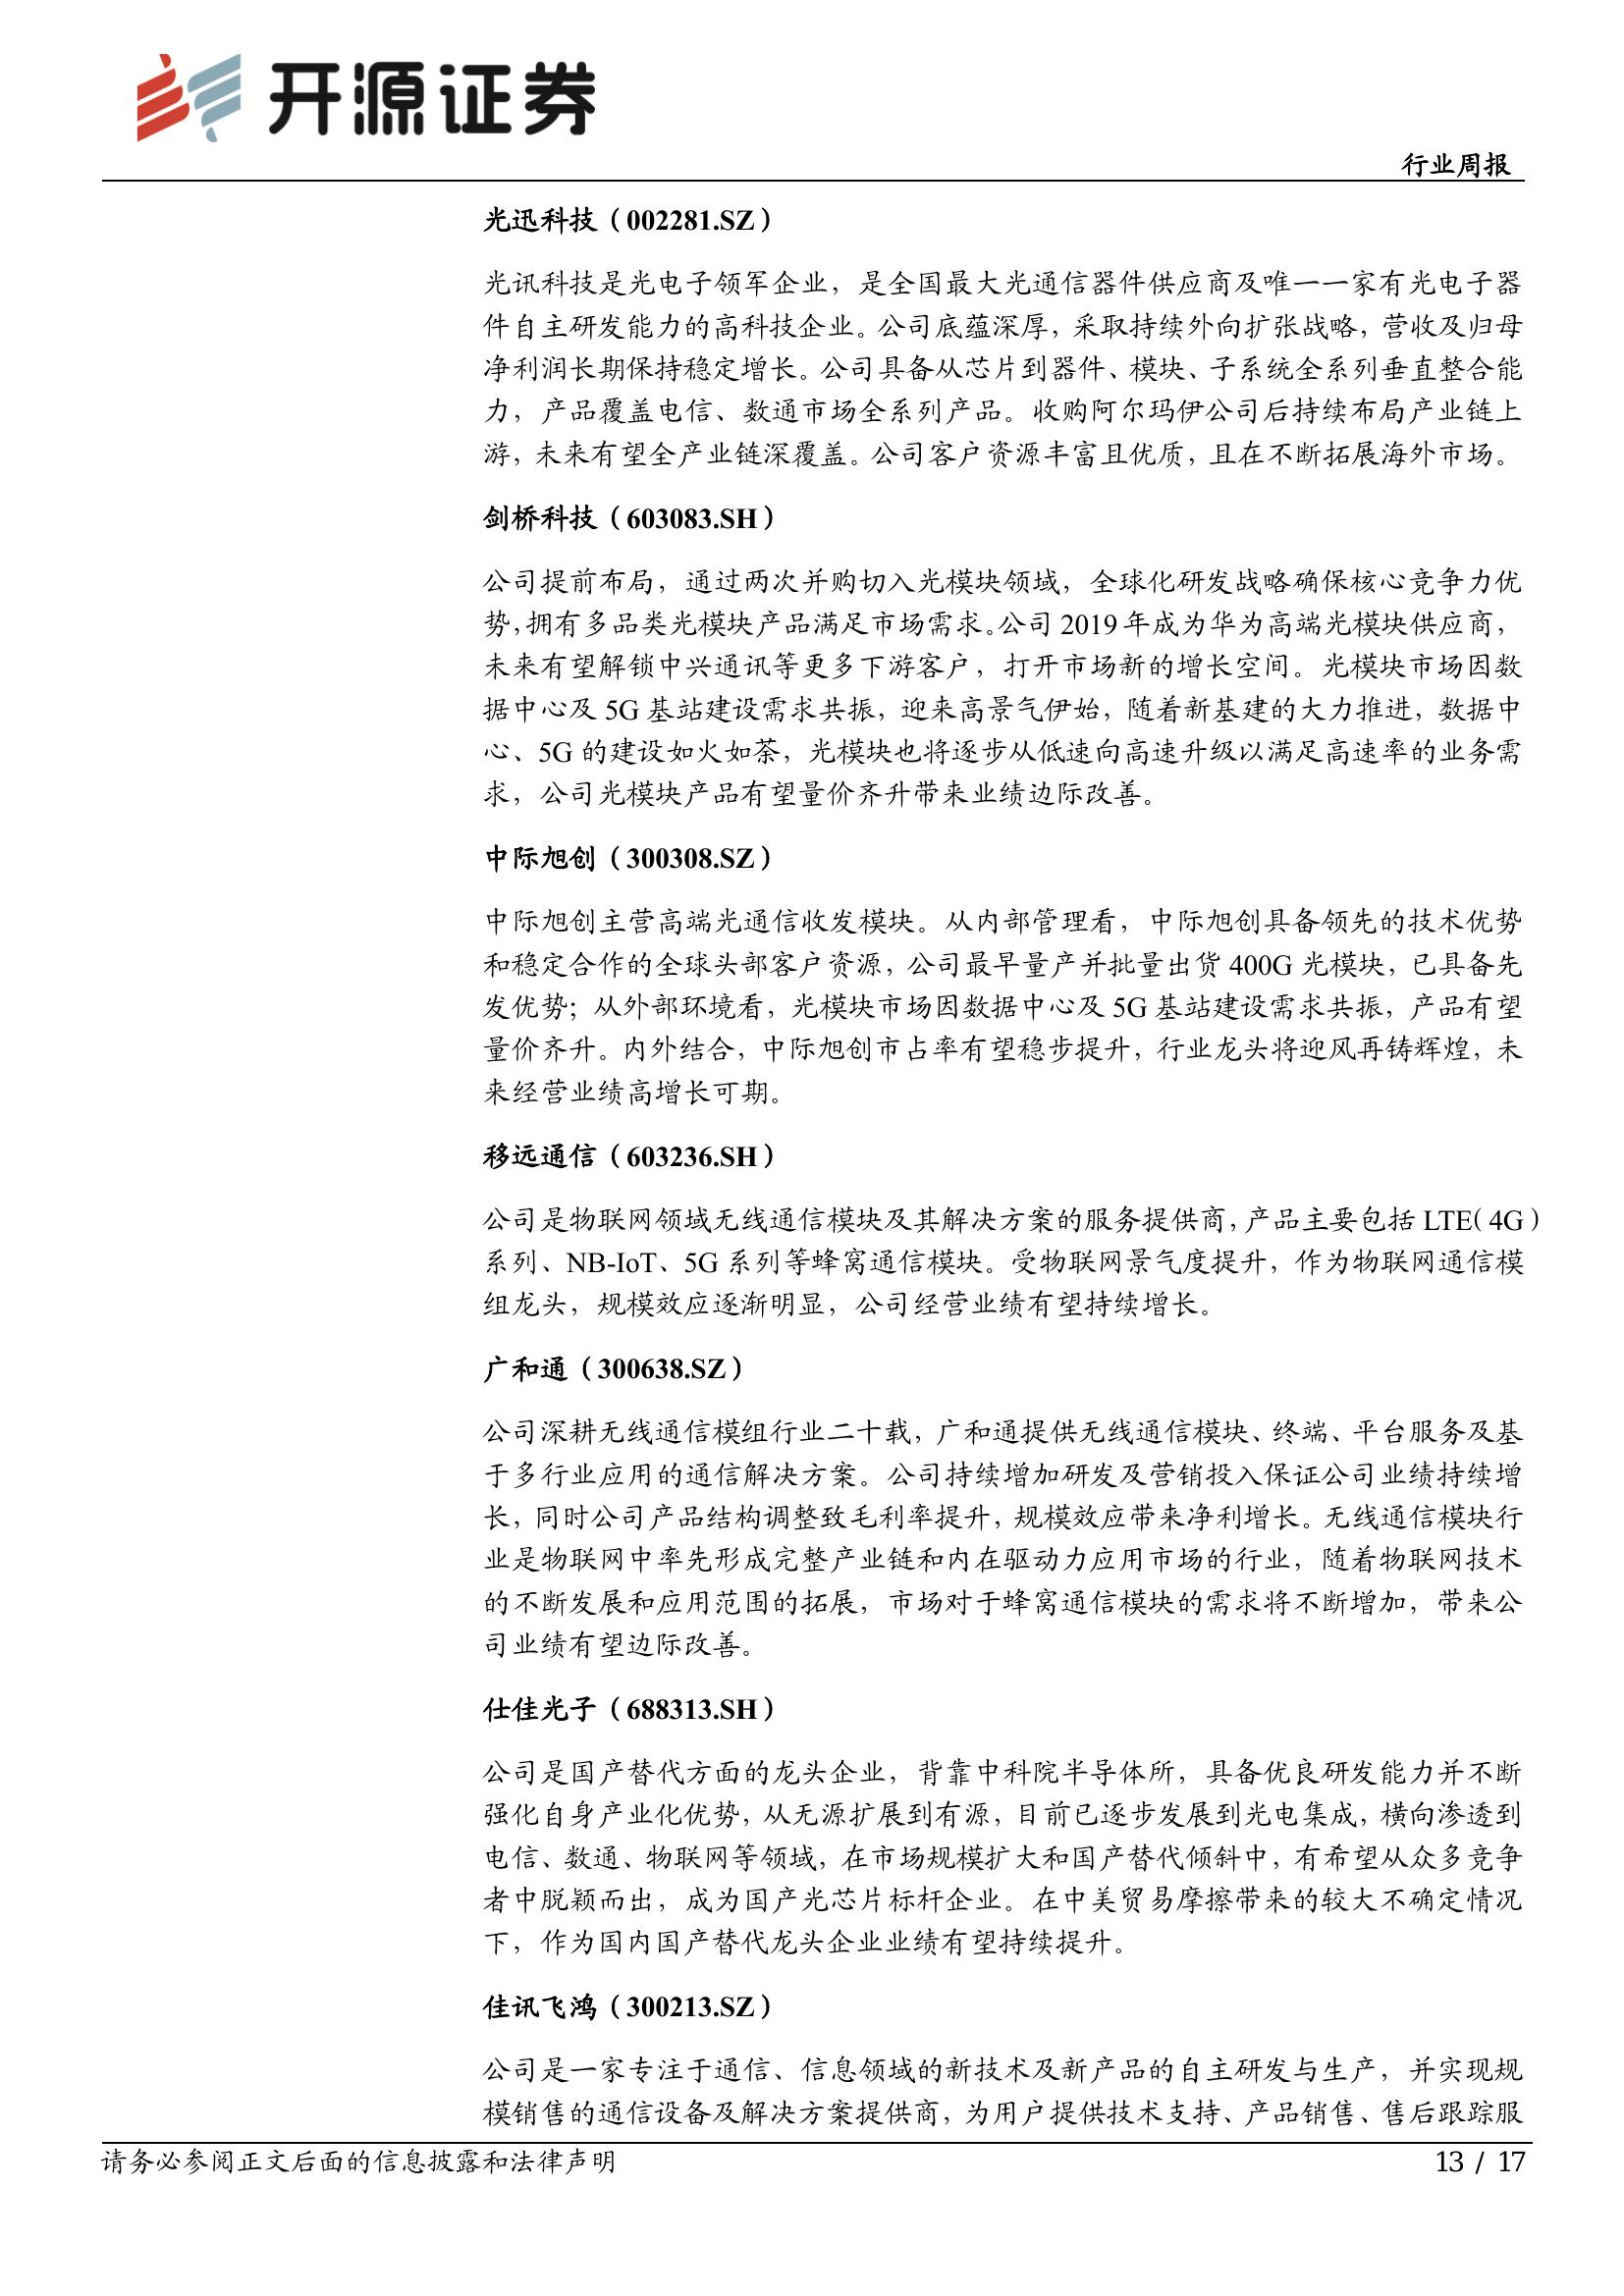 开源证券
行业周报
光迅科技（002281.SZ）
光讯科技是光电子领军企业，是全国最大光通信器件供应商及唯一一家有光电子器
件自主研发能力的高科技企业。公司底蕴深厚，采取持续外向扩张战略，营收及归母
净利润长期保持稳定增长。公司具备从芯片到器件、模块、子系统全系列垂直整合能
力，产品覆盖电信、数通市场全系列产品。收购阿尔玛伊公司后持续布局产业链上
游，未来有望全产业链深覆盖。公司客户资源丰富且优质，且在不断拓展海外市场。
剑桥科技（603083.SH）
公司提前布局，通过两次并购切入光模块领域，全球化研发战略确保核心竞争力优
势，拥有多品类光模块产品满足市场需求。公司 2019 年成为华为高端光模块供应商，
未来有望解锁中兴通讯等更多下游客户，打开市场新的增长空间。光模块市场因数
据中心及 5G 基站建设需求共振，迎来高景气伊始，随着新基建的大力推进，数据中
心、5G 的建设如火如荼，光模块也将逐步从低速向高速升级以满足高速率的业务需
求，公司光模块产品有望量价齐升带来业绩边际改善。
中际旭创（300308.SZ）
中际旭创主营高端光通信收发模块。从内部管理看，中际旭创具备领先的技术优势
和稳定合作的全球头部客户资源，公司最早量产并批量出货 400G 光模块，已具备先
发优势；从外部环境看，光模块市场因数据中心及 5G 基站建设需求共振，产品有望
量价齐升。内外结合，中际旭创市占率有望稳步提升，行业龙头将迎风再铸辉煌，未
来经营业绩高增长可期。
移远通信（603236.SH）
公司是物联网领域无线通信模块及其解决方案的服务提供商，产品主要包括 LTE（4G）
系列、NB-IoT、5G 系列等蜂窝通信模块。受物联网景气度提升，作为物联网通信模
组龙头，规模效应逐渐明显，公司经营业绩有望持续增长。
广和通（300638.SZ）
公司深耕无线通信模组行业二十载，广和通提供无线通信模块、终端、平台服务及基
于多行业应用的通信解决方案。公司持续增加研发及营销投入保证公司业绩持续增
长，同时公司产品结构调整致毛利率提升，规模效应带来净利增长。无线通信模块行
业是物联网中率先形成完整产业链和内在驱动力应用市场的行业，随着物联网技术
的不断发展和应用范围的拓展，市场对于蜂窝通信模块的需求将不断增加，带来公
司业绩有望边际改善。
仕佳光子（688313.SH）
公司是国产替代方面的龙头企业，背靠中科院半导体所，具备优良研发能力并不断
强化自身产业化优势，从无源扩展到有源，目前已逐步发展到光电集成，横向渗透到
电信、数通、物联网等领域，在市场规模扩大和国产替代倾斜中，有希望从众多竞争
者中脱颖而出，成为国产光芯片标杆企业。在中美贸易摩擦带来的较大不确定情况
下，作为国内国产替代龙头企业业绩有望持续提升。
佳讯飞鸿（300213.SZ）
公司是一家专注于通信、信息领域的新技术及新产品的自主研发与生产，并实现规
模销售的通信设备及解决方案提供商，为用户提供技术支持、产品销售、售后跟踪服
请务必参阅正文后面的信息披露和法律声明
13 / 17